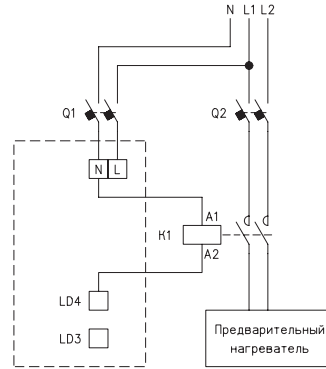 N L1 L2
Q1
Q2
N L
A1
K1
A2
LD4
LD3
Предварительный
нагреватель